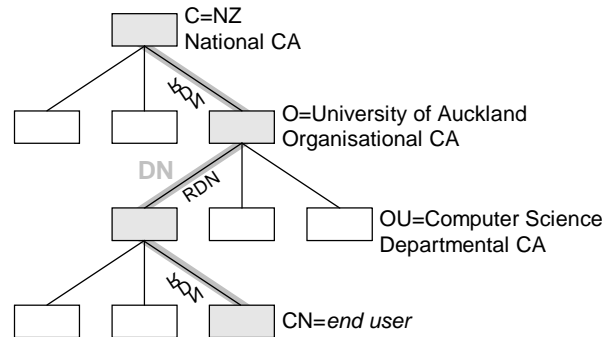 C=NZ
National CA
RDN
O=University of Auckland
Organisational CA
DN
RDN
OU=Computer Science
Departmental CA
RDN
CN=end user